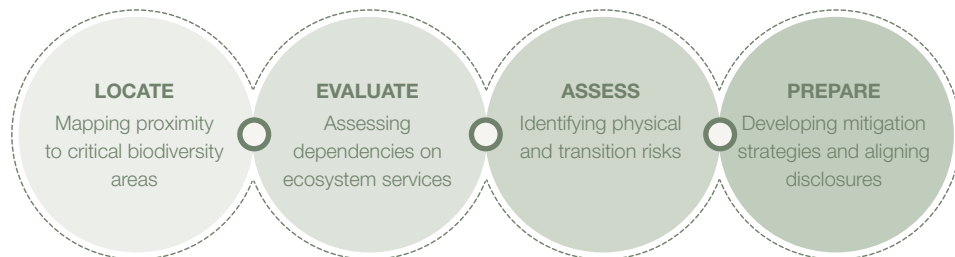 LOCATE
Mapping proximity
to critical biodiversity
areas
EVALUATE
Assessing
dependencies on
ecosystem services
ASSESS
Identifying physical
and transition risks
PREPARE
Developing mitigation
strategies and aligning
disclosures